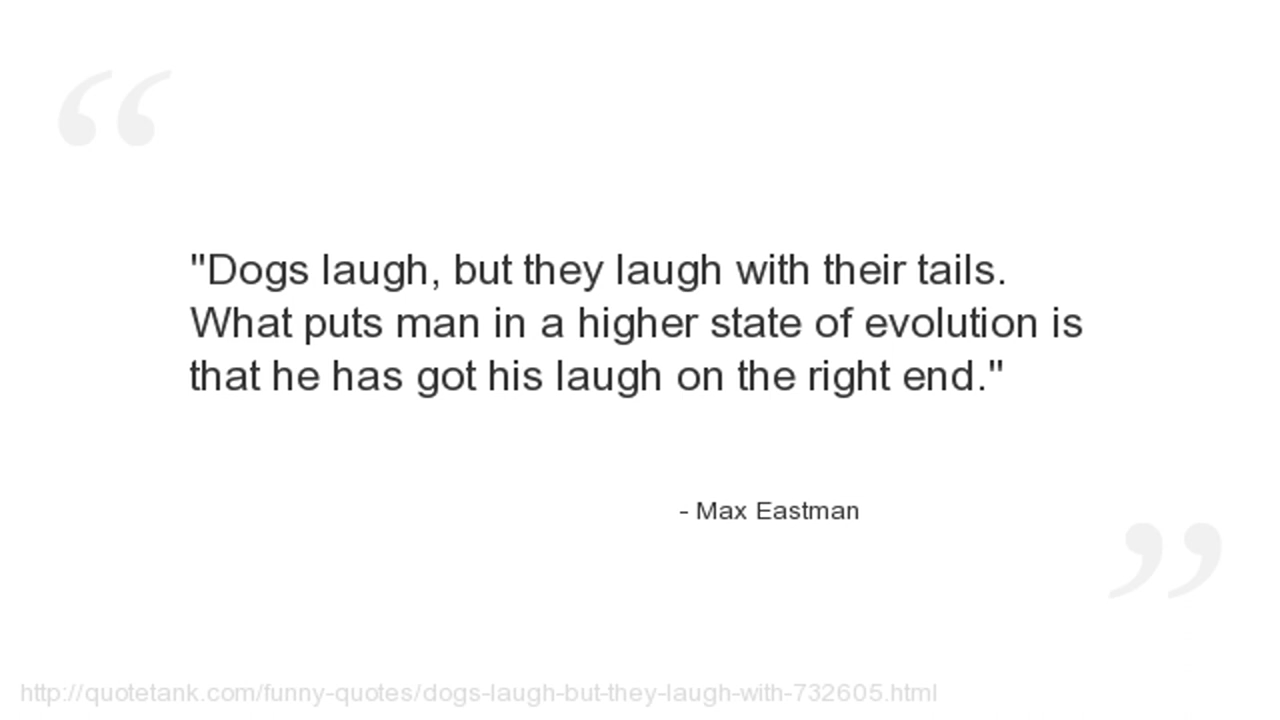 "Dogs laugh, but they laugh with their tails.
What puts man in a higher state of evolution is
that he has got his laugh on the right end."
- Max Eastman
http://quotetank.com/funny-quotes/dogs-laugh-but-they-laugh-with-732605.html